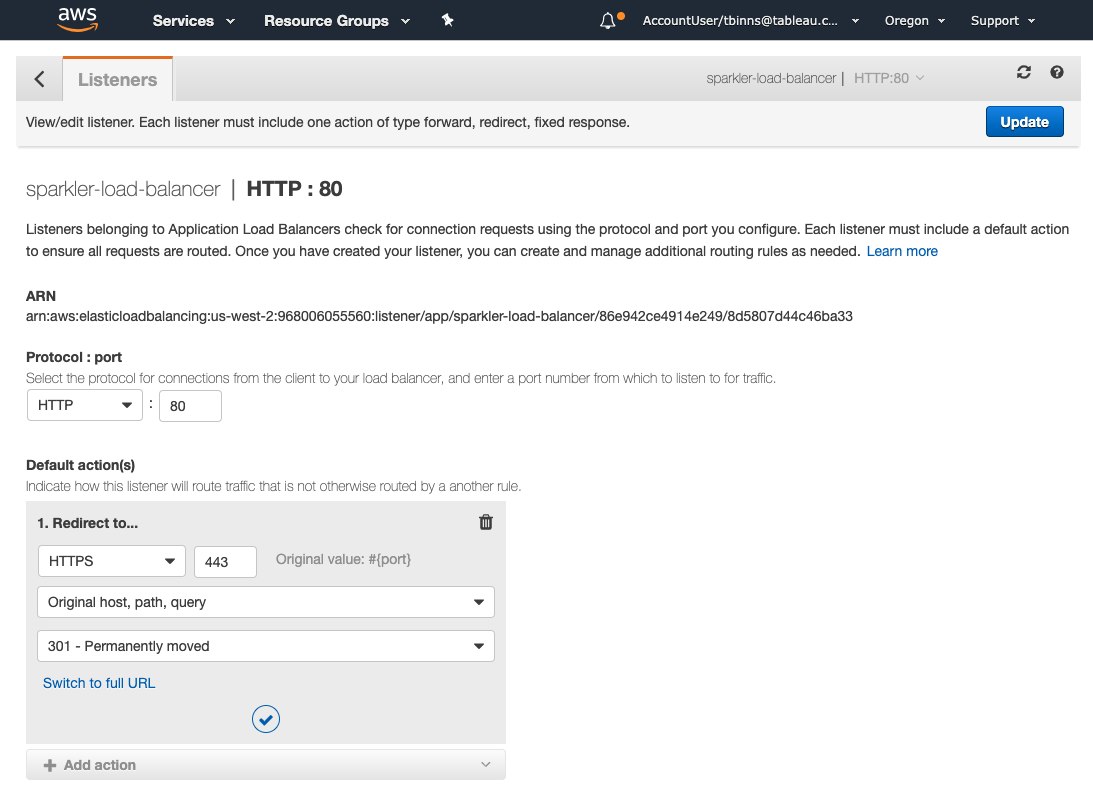 aws Services Resource Groups AccountUser/tbinns@tableau.c... Oregon Support
Listeners sparkler-load-balancer | HTTP:80
View/edit listener. Each listener must include one action of type forward, redirect, fixed response. Update
sparkler-load-balancer | HTTP : 80
Listeners belonging to Application Load Balancers check for connection requests using the protocol and port you configure. Each listener must include a default action
to ensure all requests are routed. Once you have created your listener, you can create and manage additional routing rules as needed. Learn more
ARN
arn:aws:elasticloadbalancing:us-west-2:968006055560:listener/app/sparkler-load-balancer/86e942ce4914e249/8d5807d44c46ba33
Protocol : port
Select the protocol for connections from the client to your load balancer, and enter a port number from which to listen to for traffic.
HTTP : 80
Default action(s)
Indicate how this listener will route traffic that is not otherwise routed by a another rule.
1. Redirect to...
HTTPS 443 Original value: #{port}
Original host, path, query
301 - Permanently moved
Switch to full URL
Add action